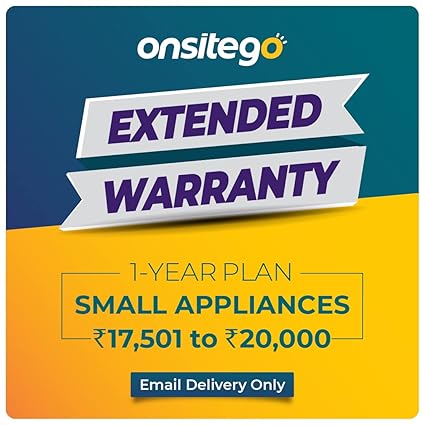 onsitego
EXTENDED
WARRANTY
1-YEAR PLAN
SMALL APPLIANCES
₹17,501 to ₹20,000
Email Delivery Only